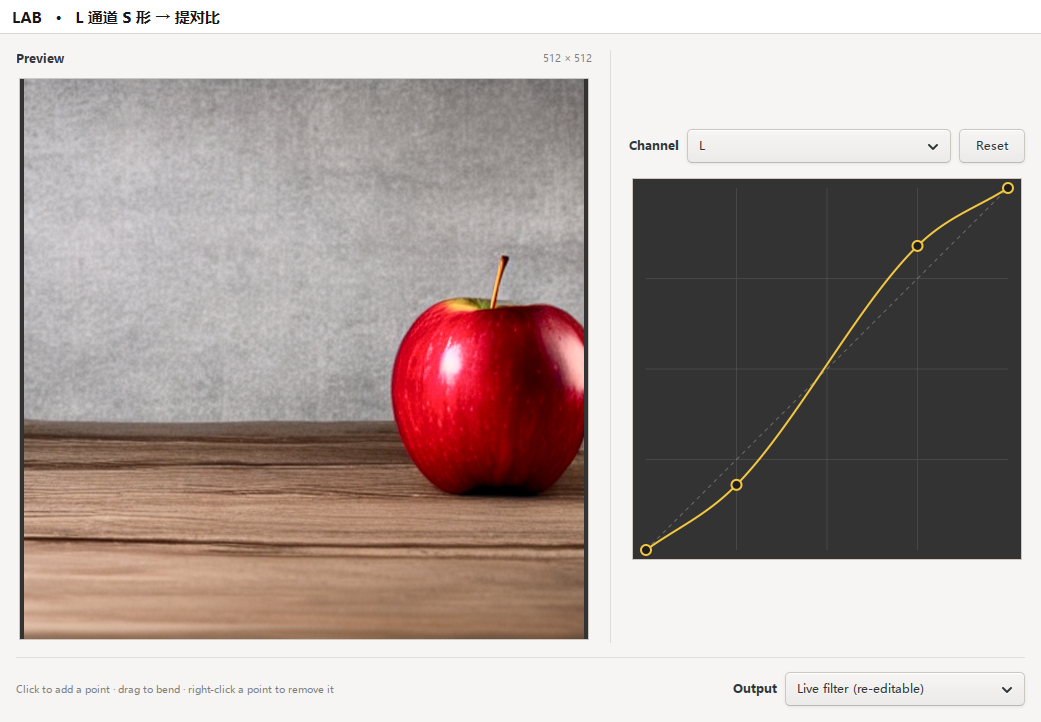 LAB • L 通道 S 形 → 提对比
Preview
512 × 512
Channel
L
Reset
Click to add a point · drag to bend · right-click a point to remove it
Output
Live filter (re-editable)